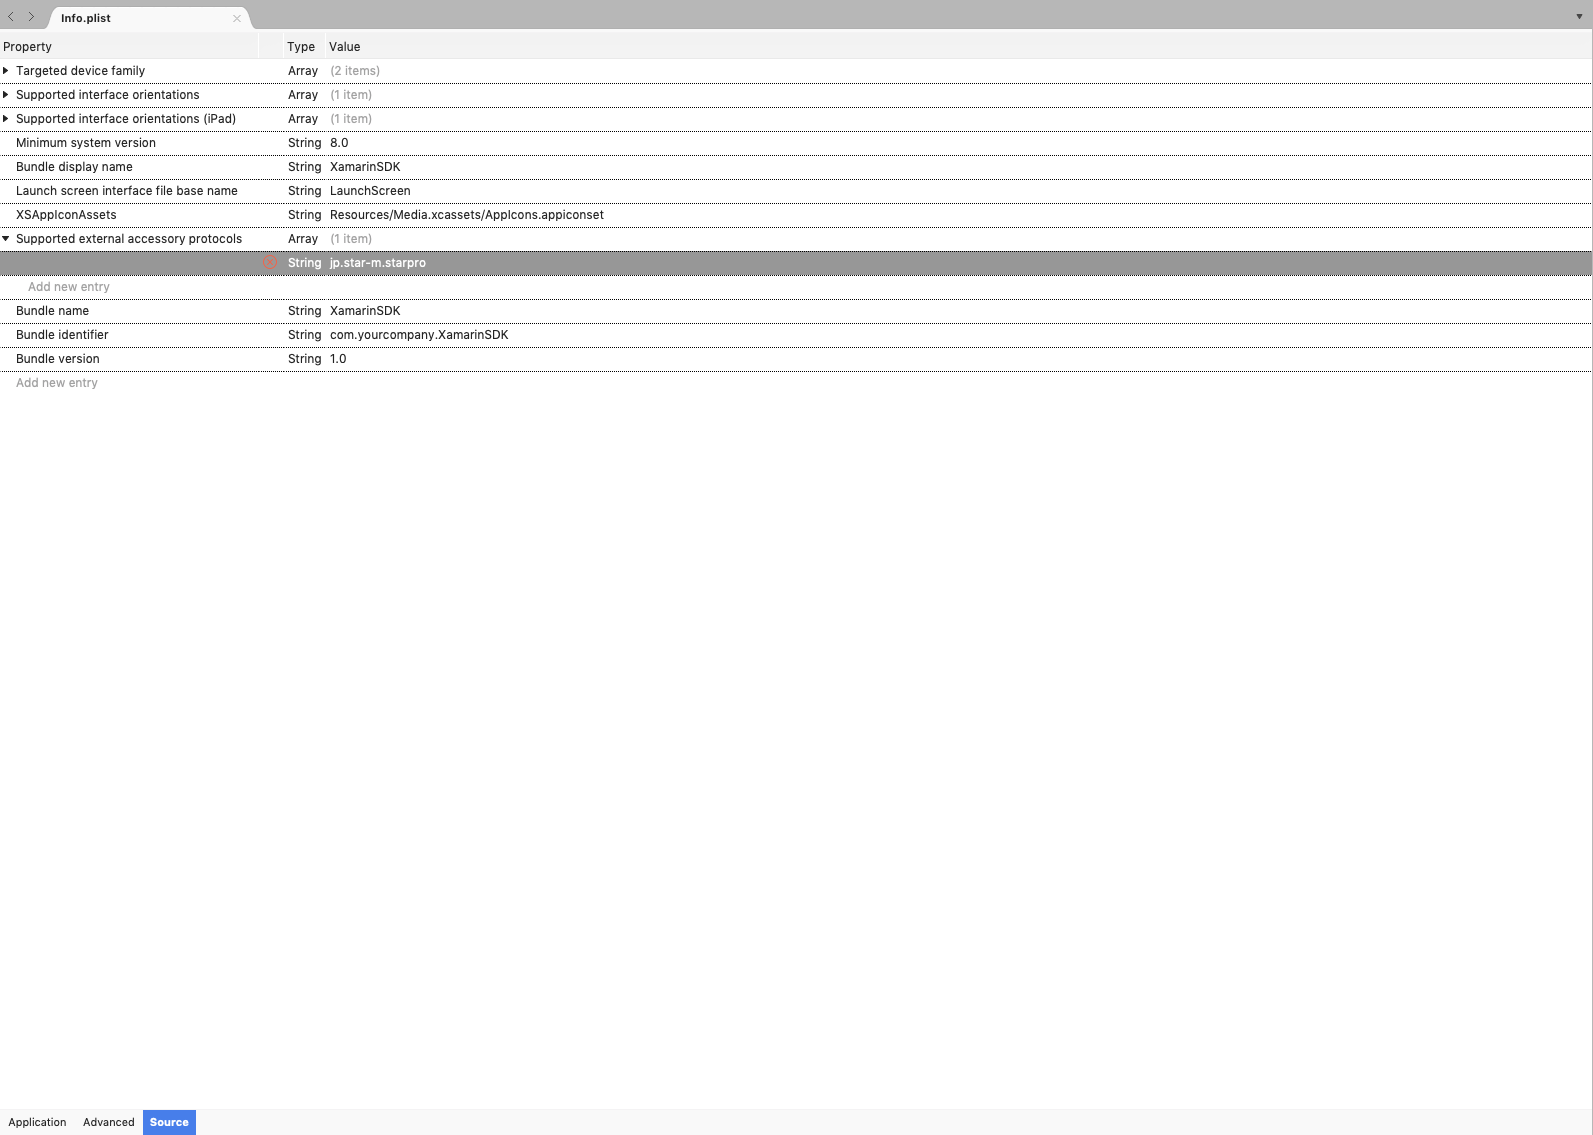 Info.plist
Property Type Value
Targeted device family Array (2 items)
Supported interface orientations Array (1 item)
Supported interface orientations (iPad) Array (1 item)
Minimum system version String 8.0
Bundle display name String XamarinSDK
Launch screen interface file base name String LaunchScreen
XSAppIconAssets String Resources/Media.xcassets/AppIcons.appiconset
Supported external accessory protocols Array (1 item)
String jp.star-m.starpro
Add new entry
Bundle name String XamarinSDK
Bundle identifier String com.yourcompany.XamarinSDK
Bundle version String 1.0
Add new entry
Application Advanced Source